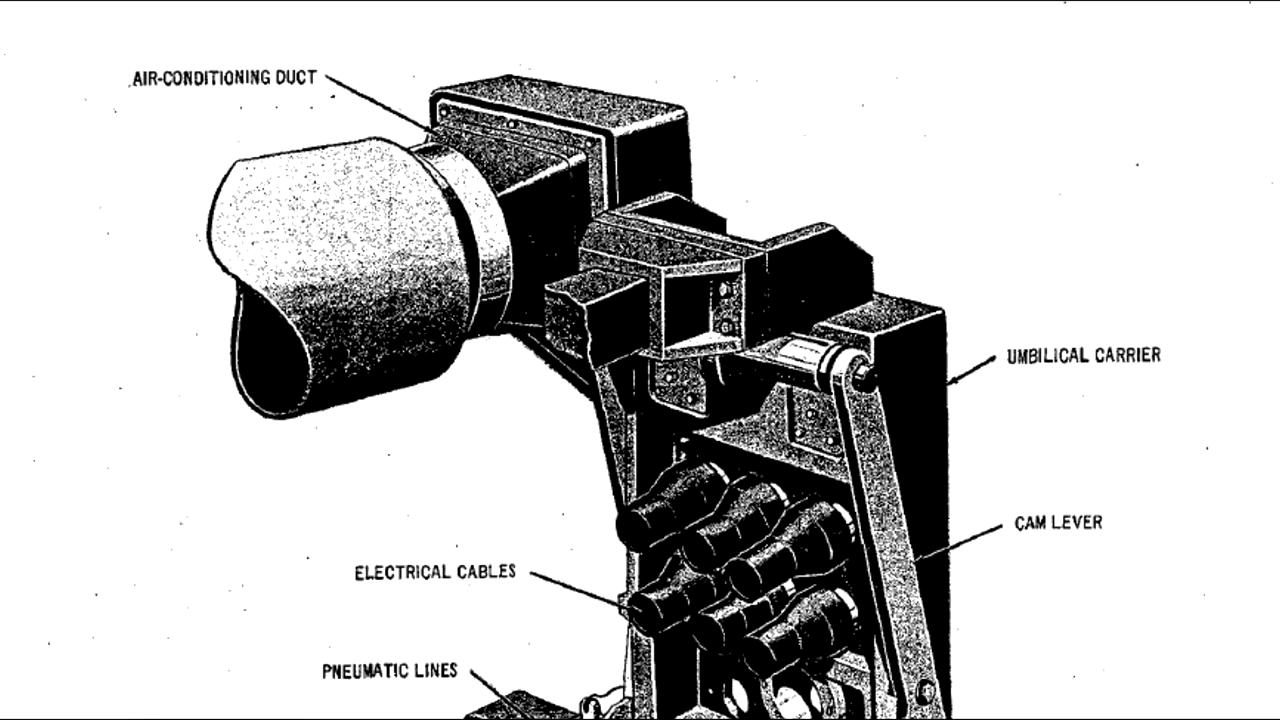 AIR-CONDITIONING DUCT
UMBILICAL CARRIER
CAM LEVER
ELECTRICAL CABLES
PNEUMATIC LINES